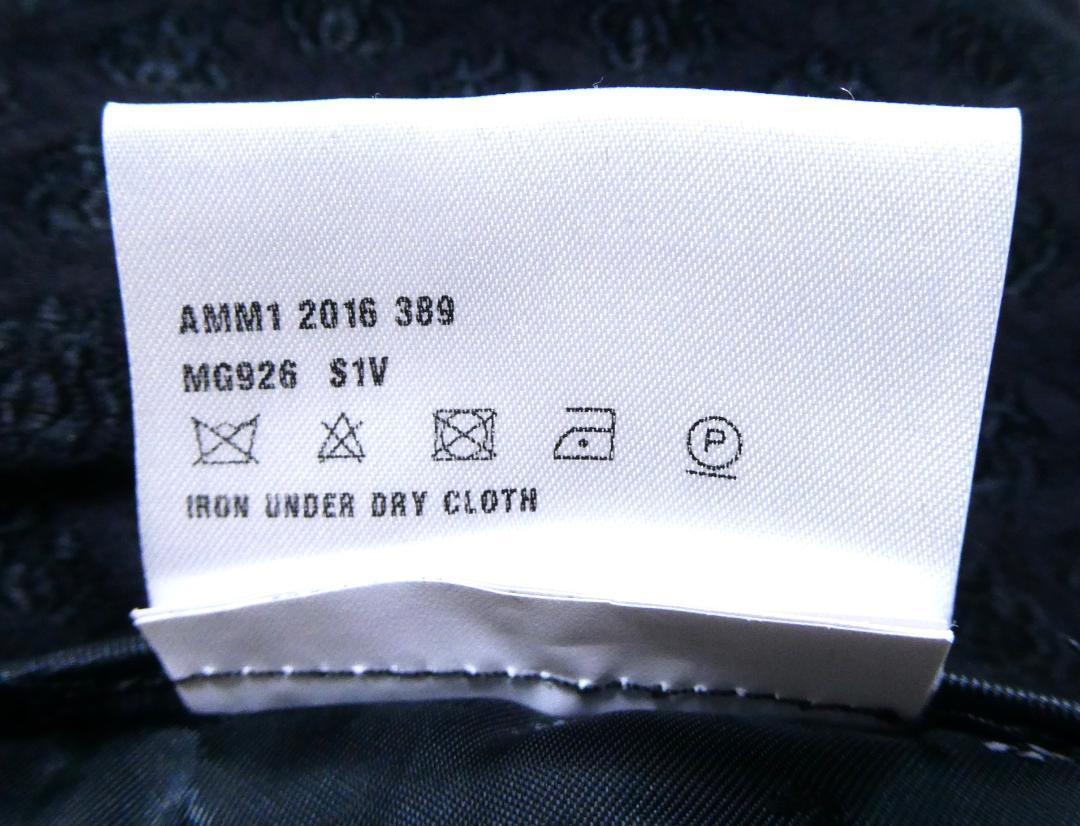 AMM1 2016 389
MG926 S1V
P
IRON UNDER DRY CLOTH